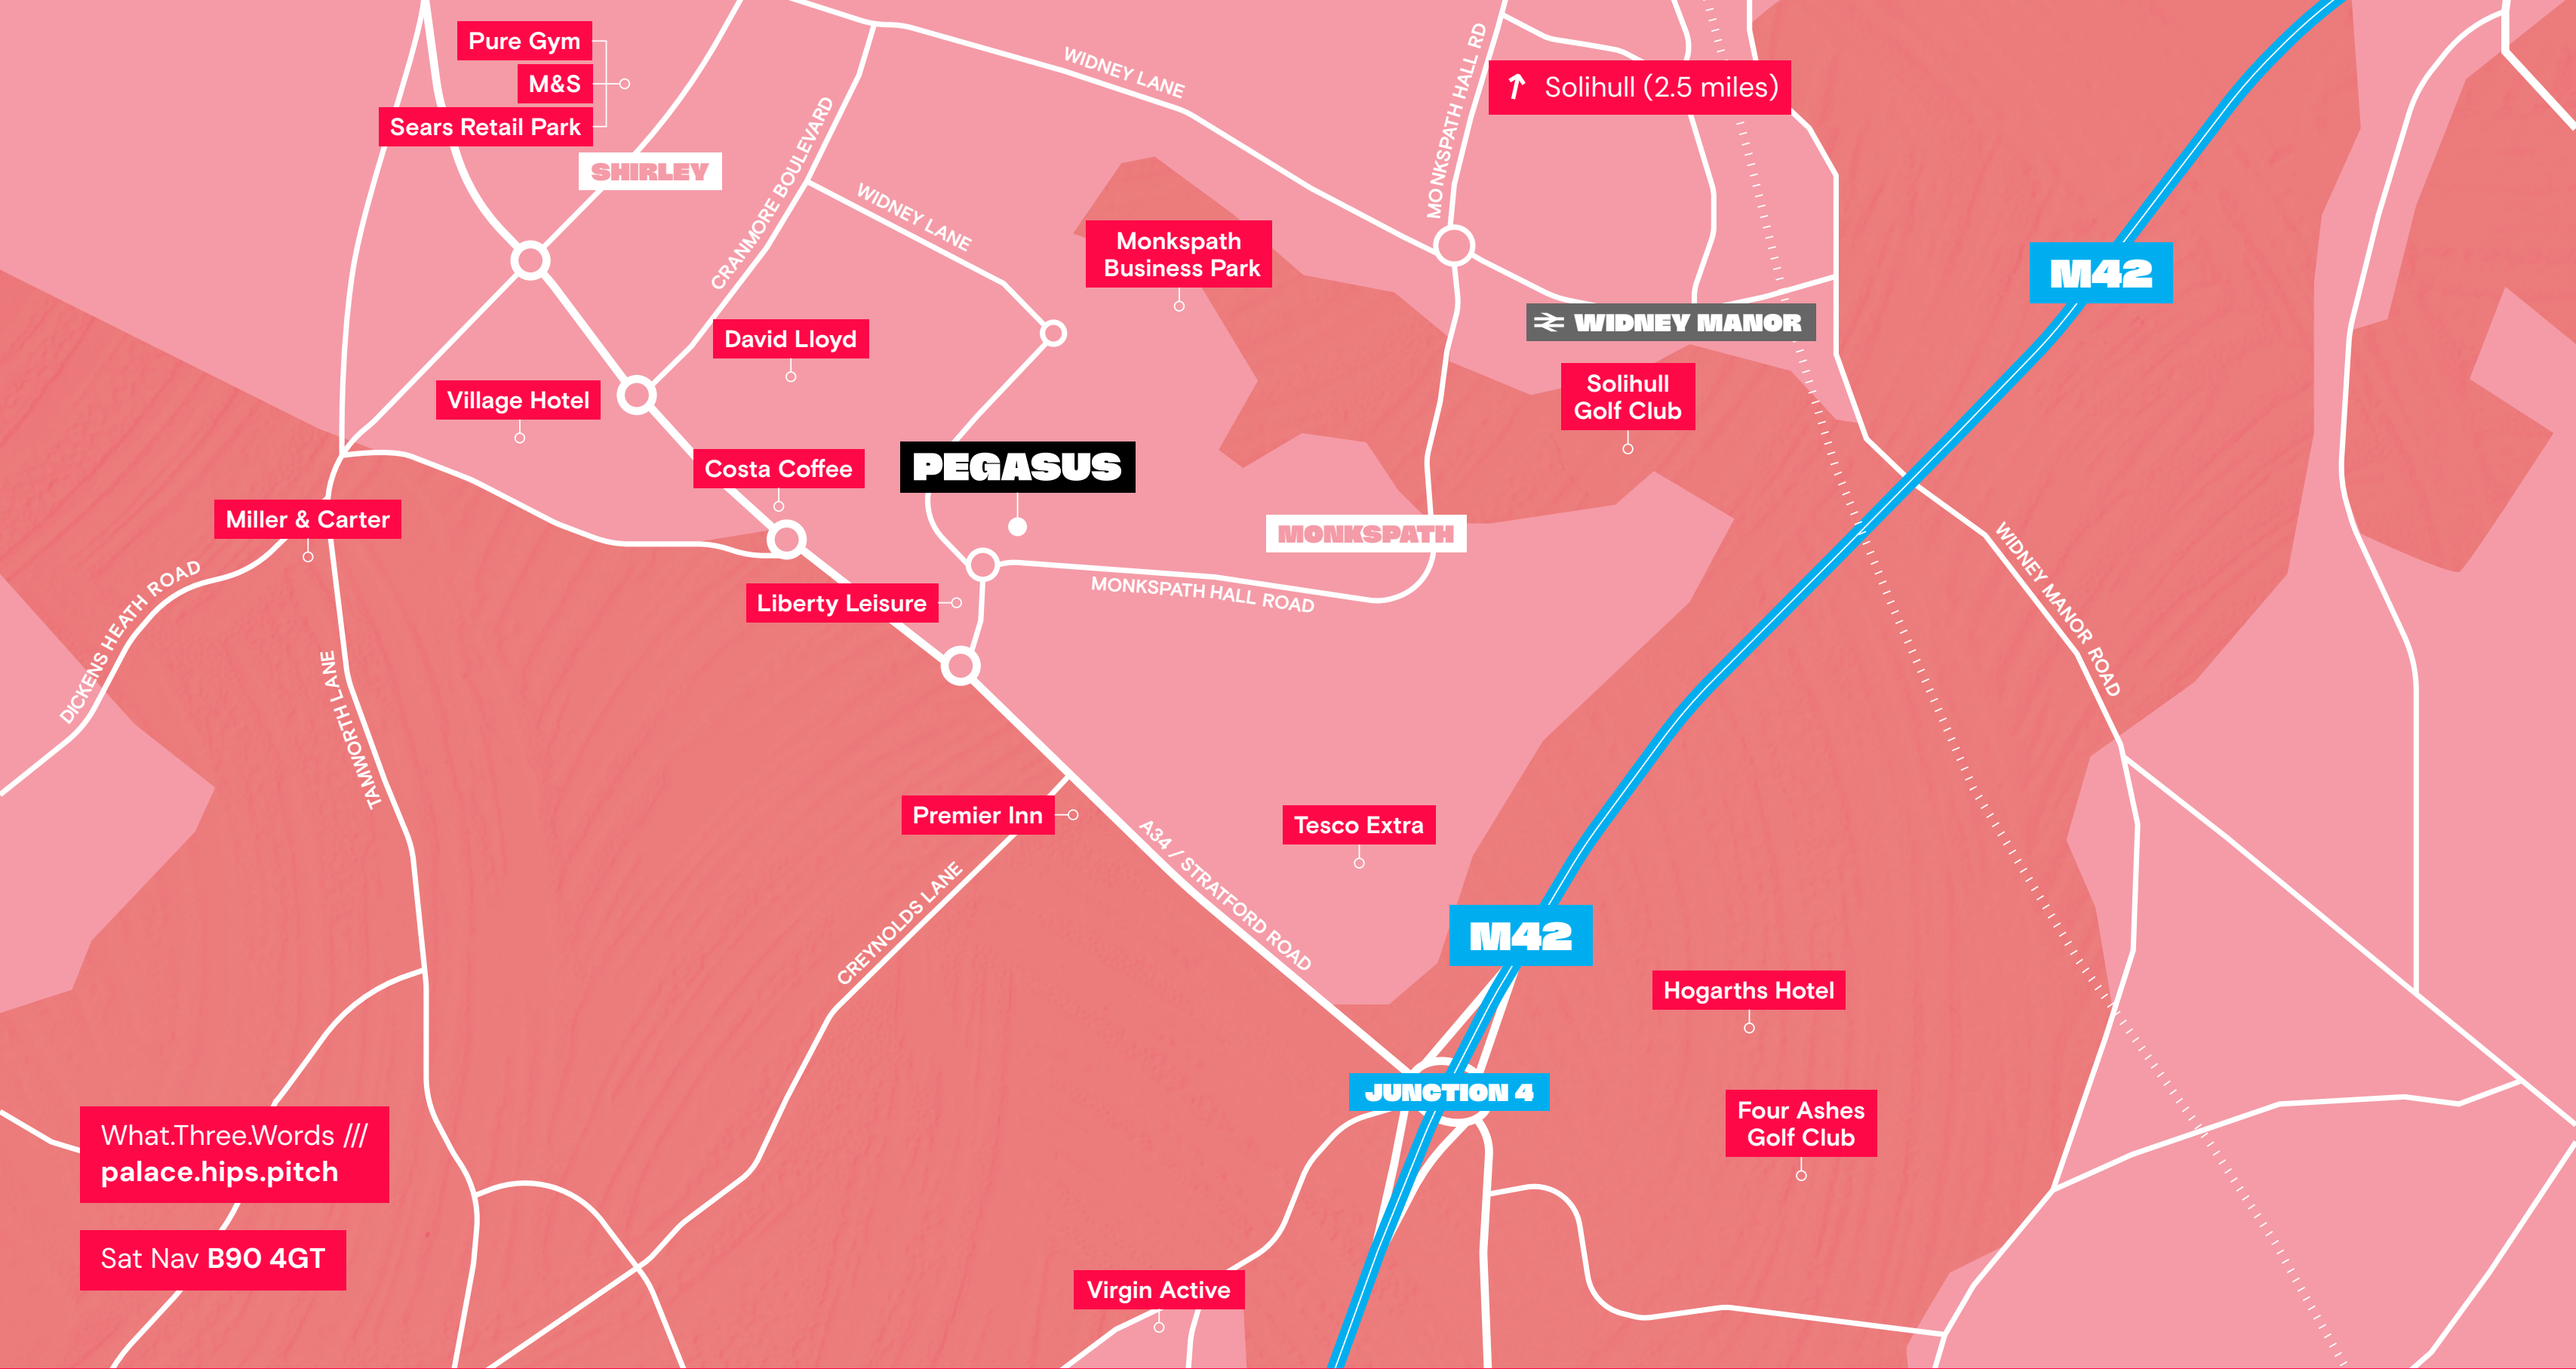 Pure Gym
M&S
Sears Retail Park
SHIRLEY
CRANMORE BOULEVARD
WIDNEY LANE
WIDNEY LANE
MONKSPATH HALL RD
↑ Solihull (2.5 miles)
Monkspath
Business Park
M42
WIDNEY MANOR
David Lloyd
Solihull
Golf Club
Village Hotel
Costa Coffee
PEGASUS
Miller & Carter
MONKSPATH
DICKENS HEATH ROAD
Liberty Leisure
MONKSPATH HALL ROAD
WIDNEY MANOR ROAD
TAMWORTH LANE
Premier Inn
A34 / STRATFORD ROAD
Tesco Extra
CREYNOLDS LANE
M42
Hogarths Hotel
JUNCTION 4
Four Ashes
Golf Club
What.Three.Words ///
palace.hips.pitch
Sat Nav B90 4GT
Virgin Active